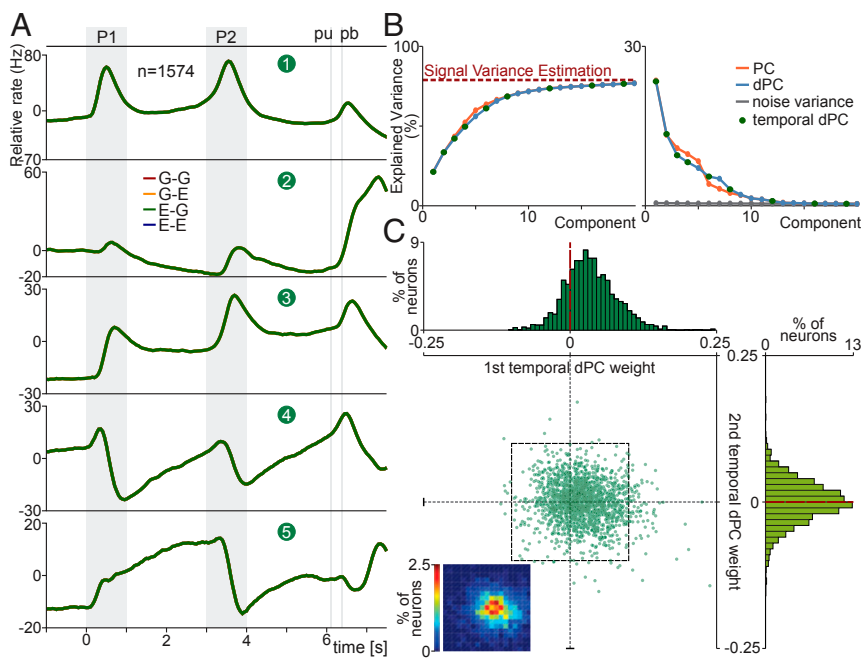 A
P1
P2
pu
pb
Relative rate (Hz)
80
0
-70
n=1574
1
60
0
-20
G-G
G-E
E-G
E-E
2
30
0
-30
3
30
0
-30
4
20
0
-20
5
0
2
4
6
time [s]
B
Explained Variance
(%)
100
0
Signal Variance Estimation
0
10
Component
30
0
PC
dPC
noise variance
temporal dPC
0
10
Component
C
% of
neurons
9
0
-0.25
0
0.25
1st temporal dPC weight
% of
neurons
0
13
0.25
0
-0.25
2nd temporal dPC weight
% of
neurons
2.5
0